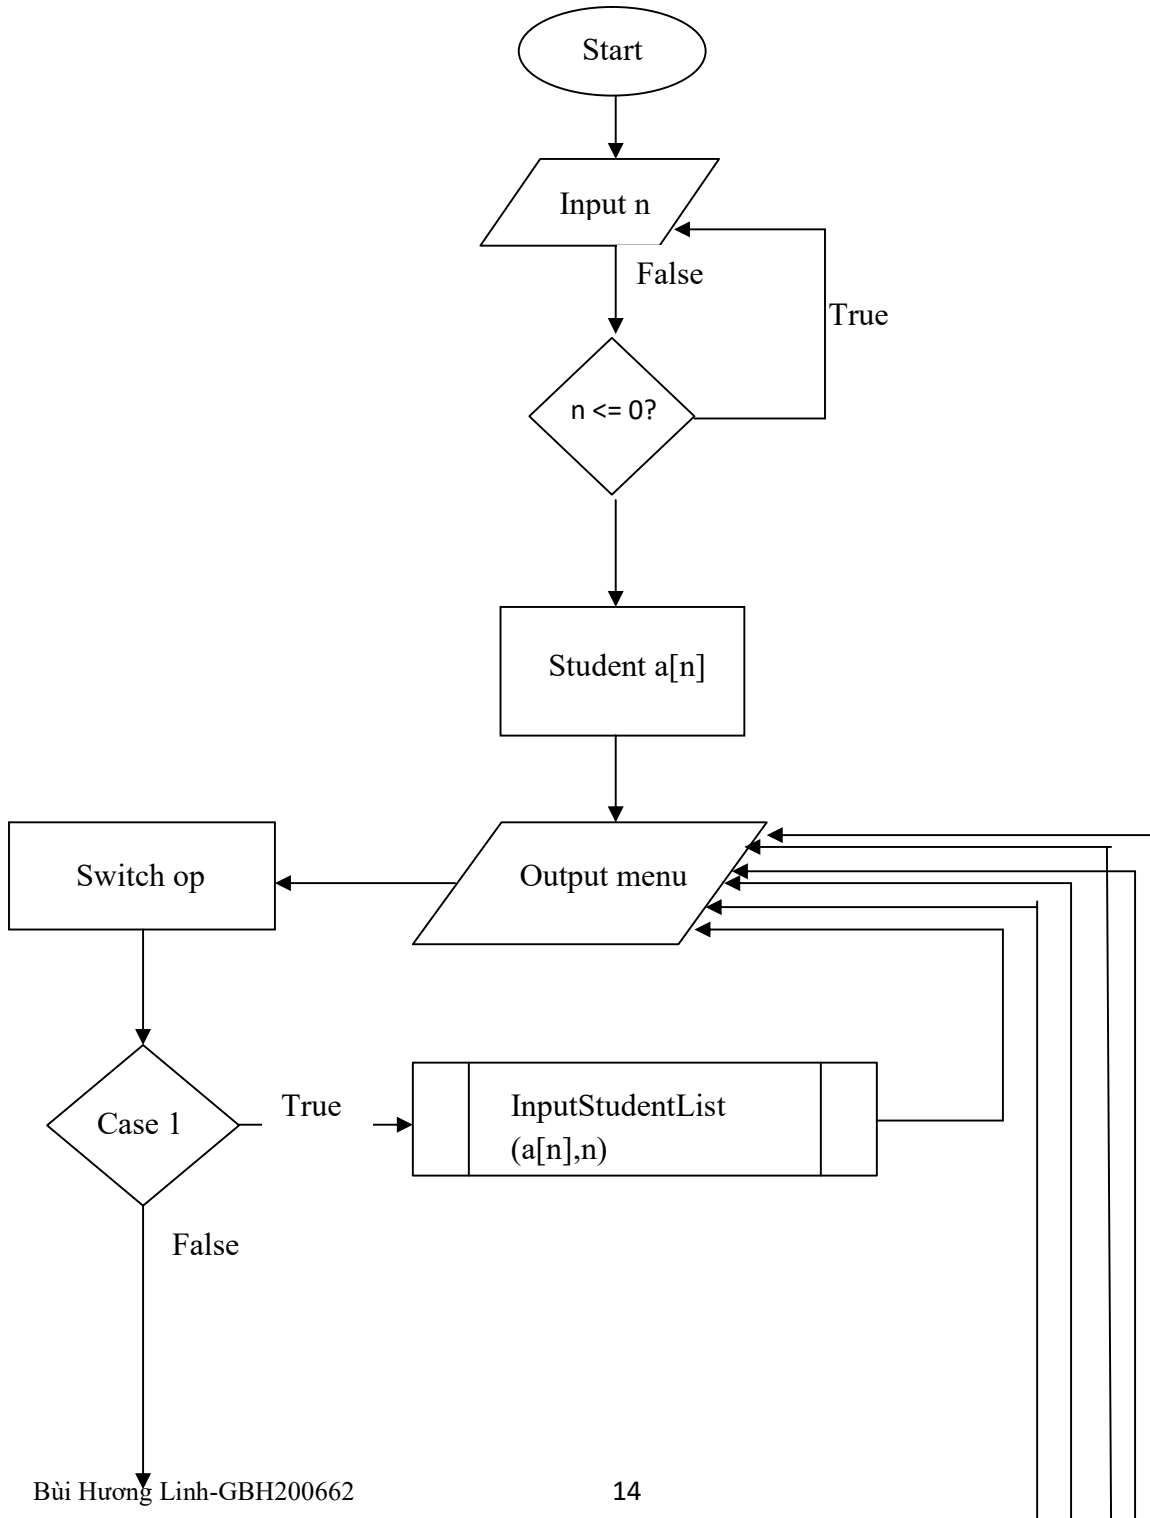 Start
Input n
False
True
n <= 0?
Student a[n]
Switch op
Output menu
Case 1
True
InputStudentList
(a[n],n)
False
Bùi Hương Linh-GBH200662
14